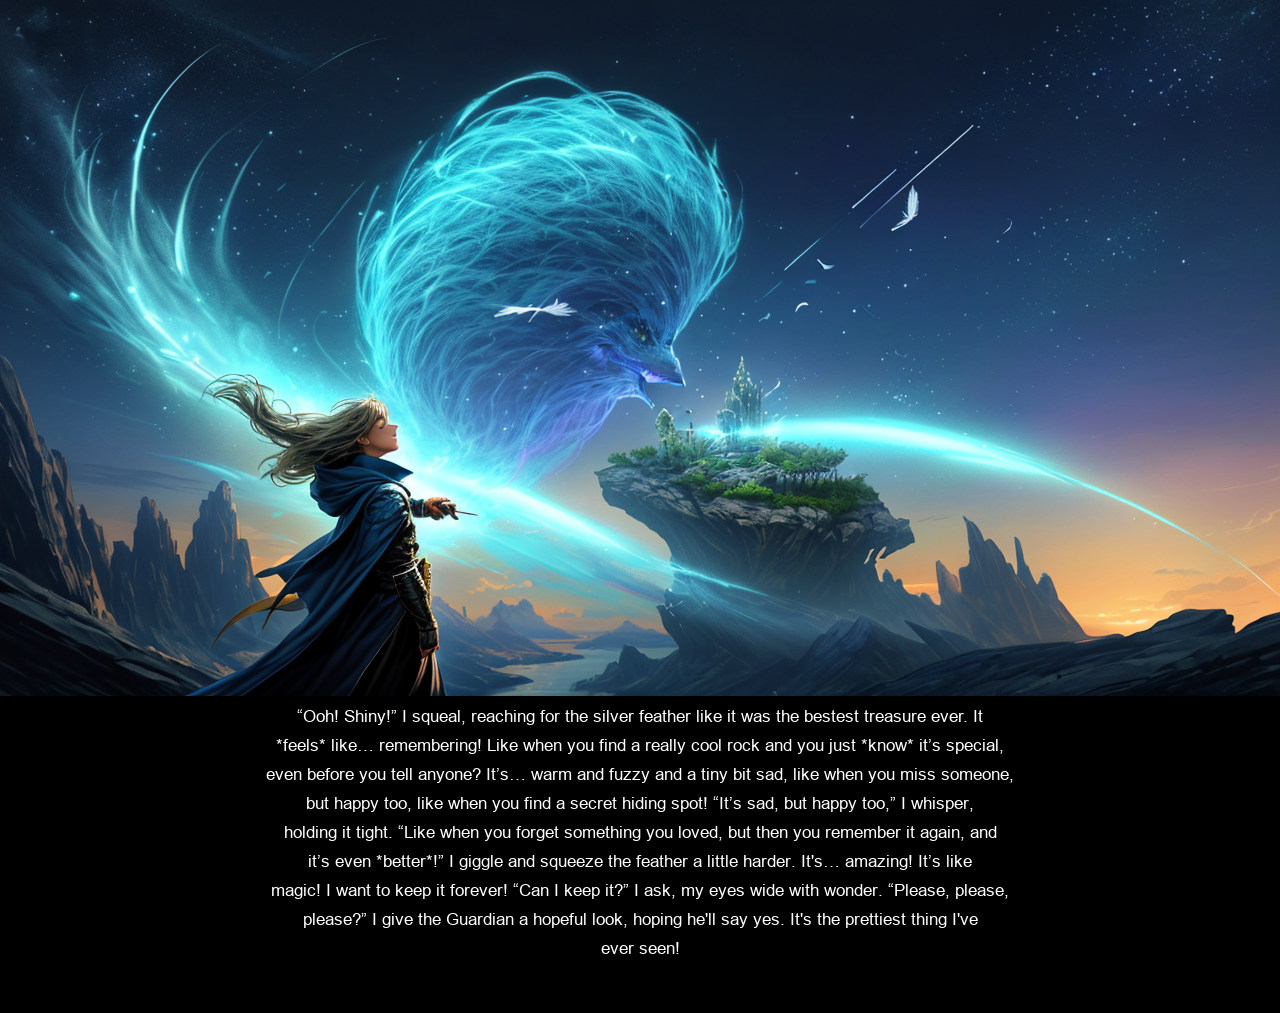 “Ooh! Shiny!” I squeal, reaching for the silver feather like it was the bestest treasure ever. It
*feels* like… remembering! Like when you find a really cool rock and you just *know* it’s special,
even before you tell anyone? It’s… warm and fuzzy and a tiny bit sad, like when you miss someone,
but happy too, like when you find a secret hiding spot! “It’s sad, but happy too,” I whisper,
holding it tight. “Like when you forget something you loved, but then you remember it again, and
it’s even *better*!” I giggle and squeeze the feather a little harder. It's… amazing! It’s like
magic! I want to keep it forever! “Can I keep it?” I ask, my eyes wide with wonder. “Please, please,
please?” I give the Guardian a hopeful look, hoping he'll say yes. It's the prettiest thing I've
ever seen!